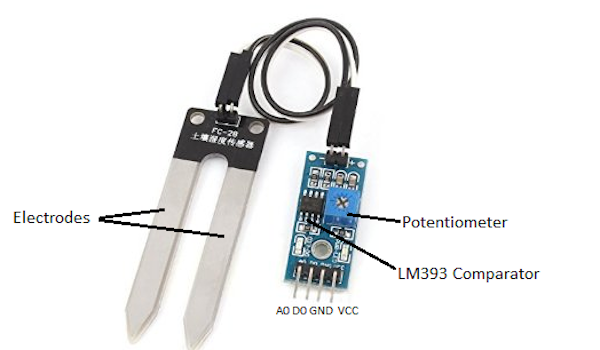 FC-28
土壤湿度传感器
+
Electrodes
Potentiometer
LM393 Comparator
A0 D0 GND VCC